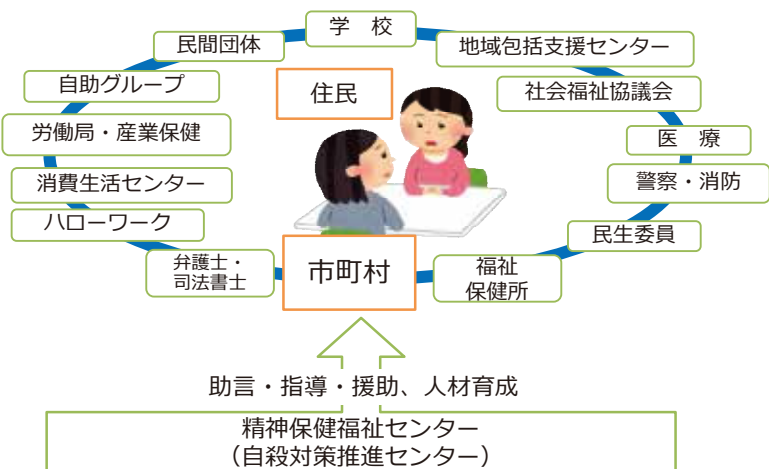 学　校
民間団体
地域包括支援センター
自助グループ
住民
社会福祉協議会
労働局・産業保健
医　療
消費生活センター
警察・消防
ハローワーク
民生委員
弁護士・
司法書士
市町村
福祉
保健所
助言・指導・援助、人材育成
精神保健福祉センター
（自殺対策推進センター）